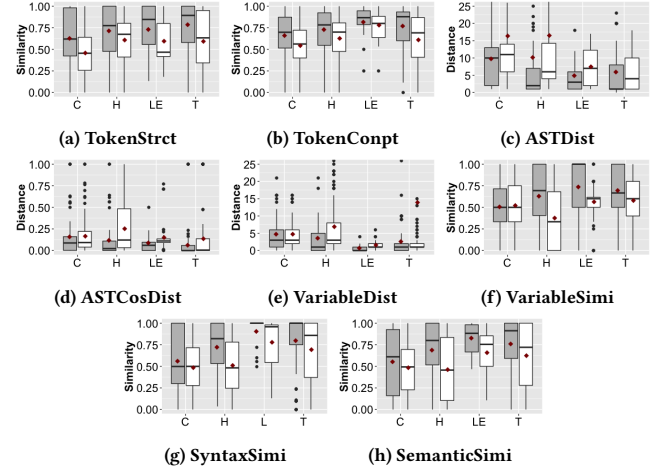 Similarity
1.00
0.75
0.50
0.25
0.00
C H LE T
(a) TokenStrct
Similarity
1.00
0.75
0.50
0.25
0.00
C H LE T
(b) TokenConpt
Distance
25
20
15
10
5
0
C H LE T
(c) ASTDist
Distance
1.00
0.75
0.50
0.25
0.00
C H LE T
(d) ASTCosDist
Distance
25
20
15
10
5
0
C H LE T
(e) VariableDist
Similarity
1.00
0.75
0.50
0.25
0.00
C H LE T
(f) VariableSimi
Similarity
1.00
0.75
0.50
0.25
0.00
C H L T
(g) SyntaxSimi
Similarity
1.00
0.75
0.50
0.25
0.00
C H LE T
(h) SemanticSimi